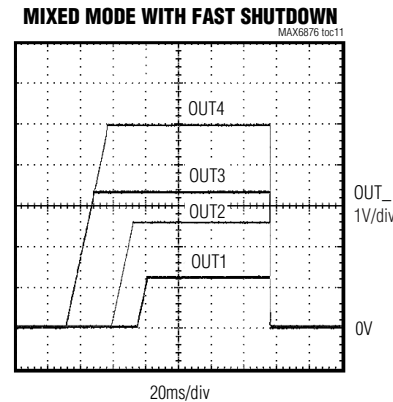 MIXED MODE WITH FAST SHUTDOWN
MAX6876 toc11
OUT4
OUT3
OUT2
OUT1
OUT_
1V/div
0V
20ms/div